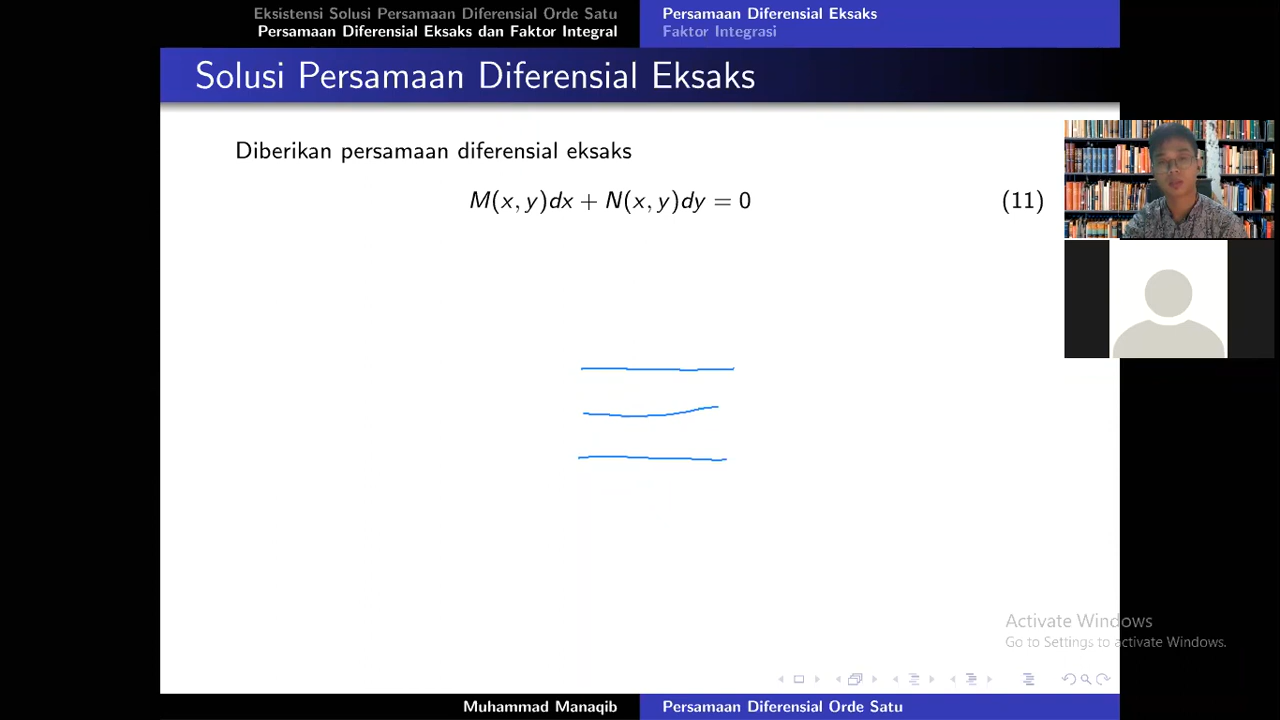 Eksistensi Solusi Persamaan Diferensial Orde Satu
Persamaan Diferensial Eksaks dan Faktor Integral
Persamaan Diferensial Eksaks
Faktor Integrasi
Solusi Persamaan Diferensial Eksaks
Diberikan persamaan diferensial eksaks
M(x, y)dx + N(x, y)dy = 0 (11)
Activate Windows
Go to Settings to activate Windows.
Muhammad Manaqib
Persamaan Diferensial Orde Satu